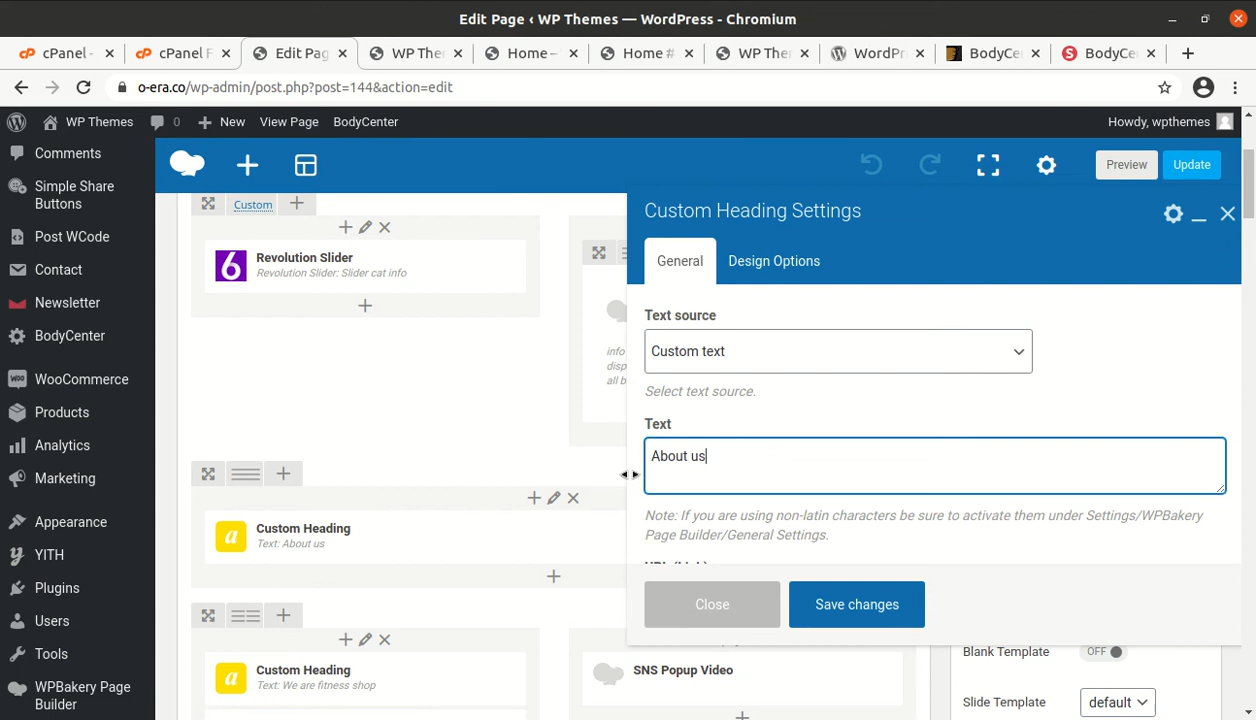 Edit Page ‹ WP Themes — WordPress - Chromium
cPanel - cPanel F Edit Pag WP The Home – Home # WP The WordPr BodyCe BodyCe
o-era.co/wp-admin/post.php?post=144&action=edit
WP Themes 0 New View Page BodyCenter Howdy, wpthemes
Comments
Simple Share
Buttons
Post WCode
Contact
Newsletter
BodyCenter
WooCommerce
Products
Analytics
Marketing
Appearance
YITH
Plugins
Users
Tools
WPBakery Page
Builder
Preview Update
Custom
6 Revolution Slider
Revolution Slider: Slider cat info
info
disp
all b
a Custom Heading
Text: About us
a Custom Heading
Text: We are fitness shop
SNS Popup Video
Custom Heading Settings
General Design Options
Text source
Custom text
Select text source.
Text
About us
Note: If you are using non-latin characters be sure to activate them under Settings/WPBakery
Page Builder/General Settings.
Close Save changes
Blank Template OFF
Slide Template default